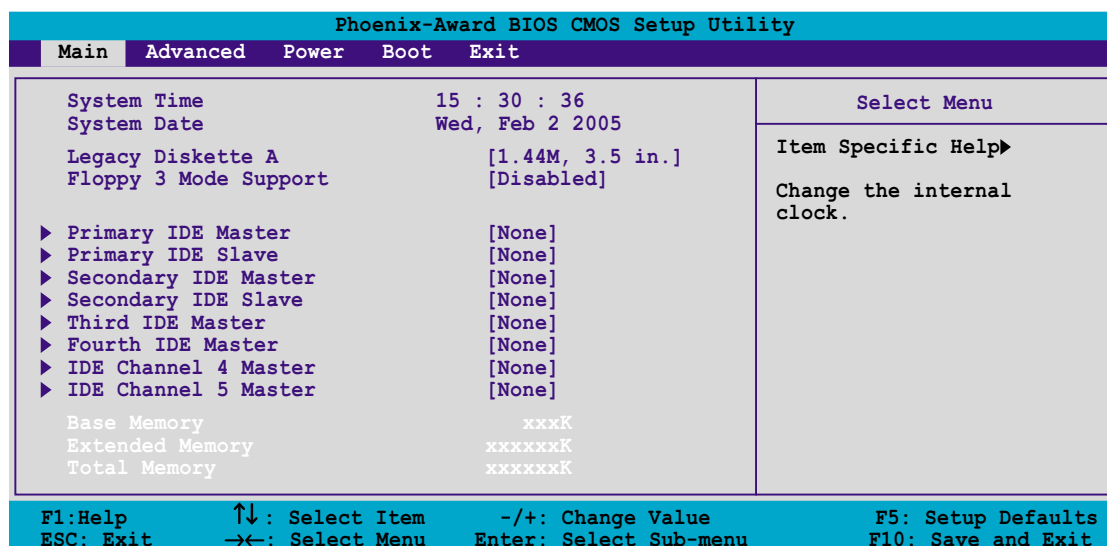 Phoenix-Award BIOS CMOS Setup Utility
Main Advanced Power Boot Exit
System Time 15 : 30 : 36
System Date Wed, Feb 2 2005
Legacy Diskette A [1.44M, 3.5 in.]
Floppy 3 Mode Support [Disabled]
Primary IDE Master [None]
Primary IDE Slave [None]
Secondary IDE Master [None]
Secondary IDE Slave [None]
Third IDE Master [None]
Fourth IDE Master [None]
IDE Channel 4 Master [None]
IDE Channel 5 Master [None]
Base Memory xxxK
Extended Memory xxxxxxK
Total Memory xxxxxxK
Select Menu
Item Specific Help
Change the internal
clock.
F1:Help ↑↓ : Select Item -/+: Change Value F5: Setup Defaults
ESC: Exit →←: Select Menu Enter: Select Sub-menu F10: Save and Exit